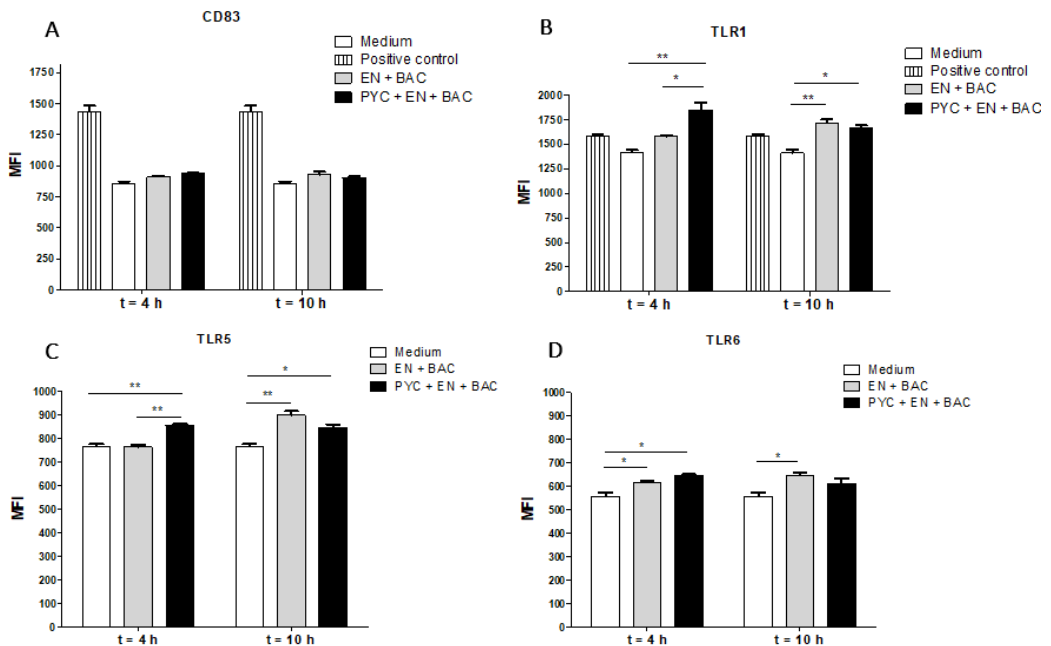 A
CD83
Medium
Positive control
EN + BAC
PYC + EN + BAC
MFI
1750
1500
1250
1000
750
500
250
0
t = 4 h
t = 10 h
B
TLR1
Medium
Positive control
EN + BAC
PYC + EN + BAC
**
*
*
**
MFI
2000
1750
1500
1250
1000
750
500
250
0
t = 4 h
t = 10 h
C
TLR5
Medium
EN + BAC
PYC + EN + BAC
**
**
*
**
MFI
1000
900
800
700
600
500
400
300
200
100
0
t = 4 h
t = 10 h
D
TLR6
Medium
EN + BAC
PYC + EN + BAC
*
*
*
MFI
1000
900
800
700
600
500
400
300
200
100
0
t = 4 h
t = 10 h